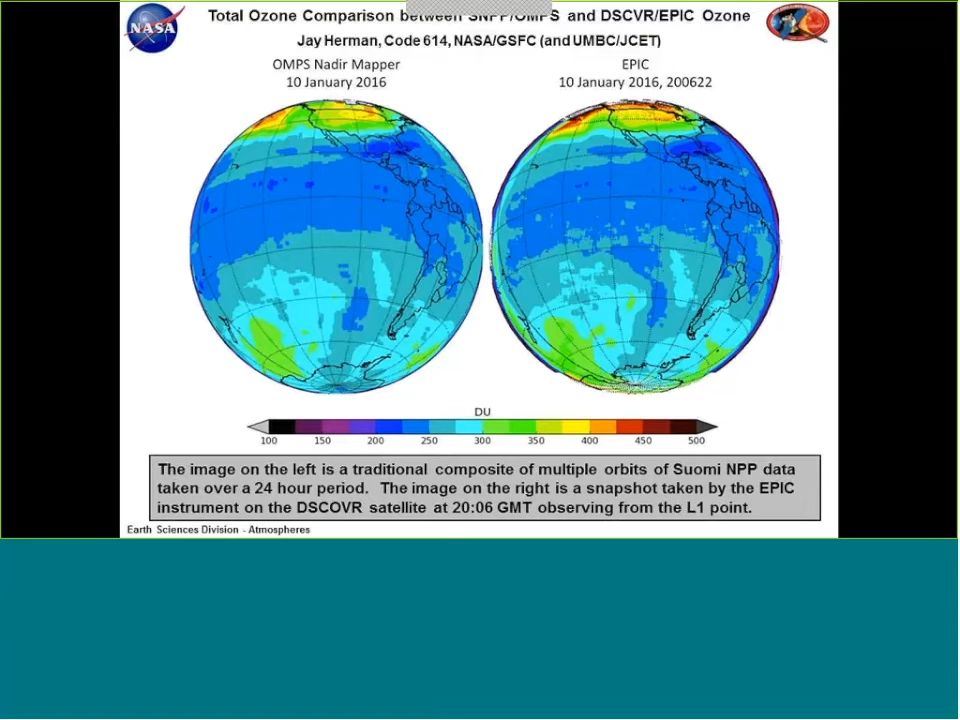 Total Ozone Comparison between SNPP/OMPS and DSCVR/EPIC Ozone
NASA
Jay Herman, Code 614, NASA/GSFC (and UMBC/JCET)
OMPS Nadir Mapper
10 January 2016
EPIC
10 January 2016, 200622
DU
100 150 200 250 300 350 400 450 500
The image on the left is a traditional composite of multiple orbits of Suomi NPP data
taken over a 24 hour period. The image on the right is a snapshot taken by the EPIC
instrument on the DSCOVR satellite at 20:06 GMT observing from the L1 point.
Earth Sciences Division - Atmospheres